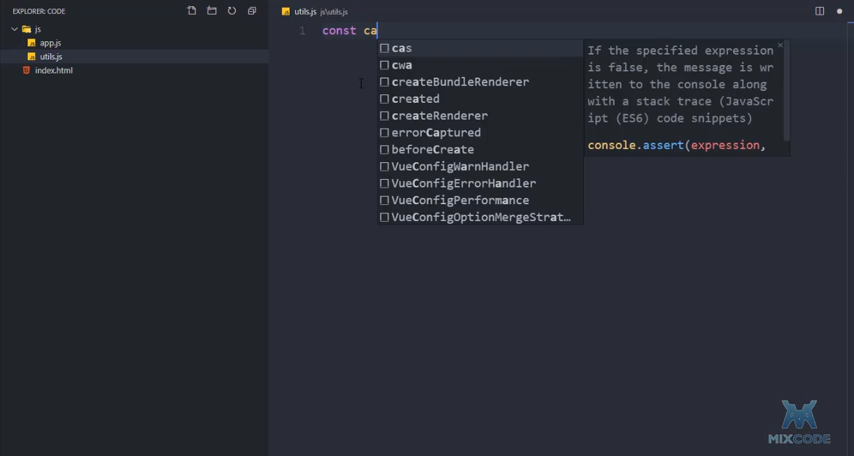 EXPLORER: CODE
js
app.js
utils.js
index.html
utils.js js\utils.js
1 const ca
cas
cwa
createBundleRenderer
created
createRenderer
errorCaptured
beforeCreate
VueConfigWarnHandler
VueConfigErrorHandler
VueConfigPerformance
VueConfigOptionMergeStrat…
If the specified expression
is false, the message is wr
itten to the console along
with a stack trace (JavaScr
ipt (ES6) code snippets)
console.assert(expression,
MIXCODE